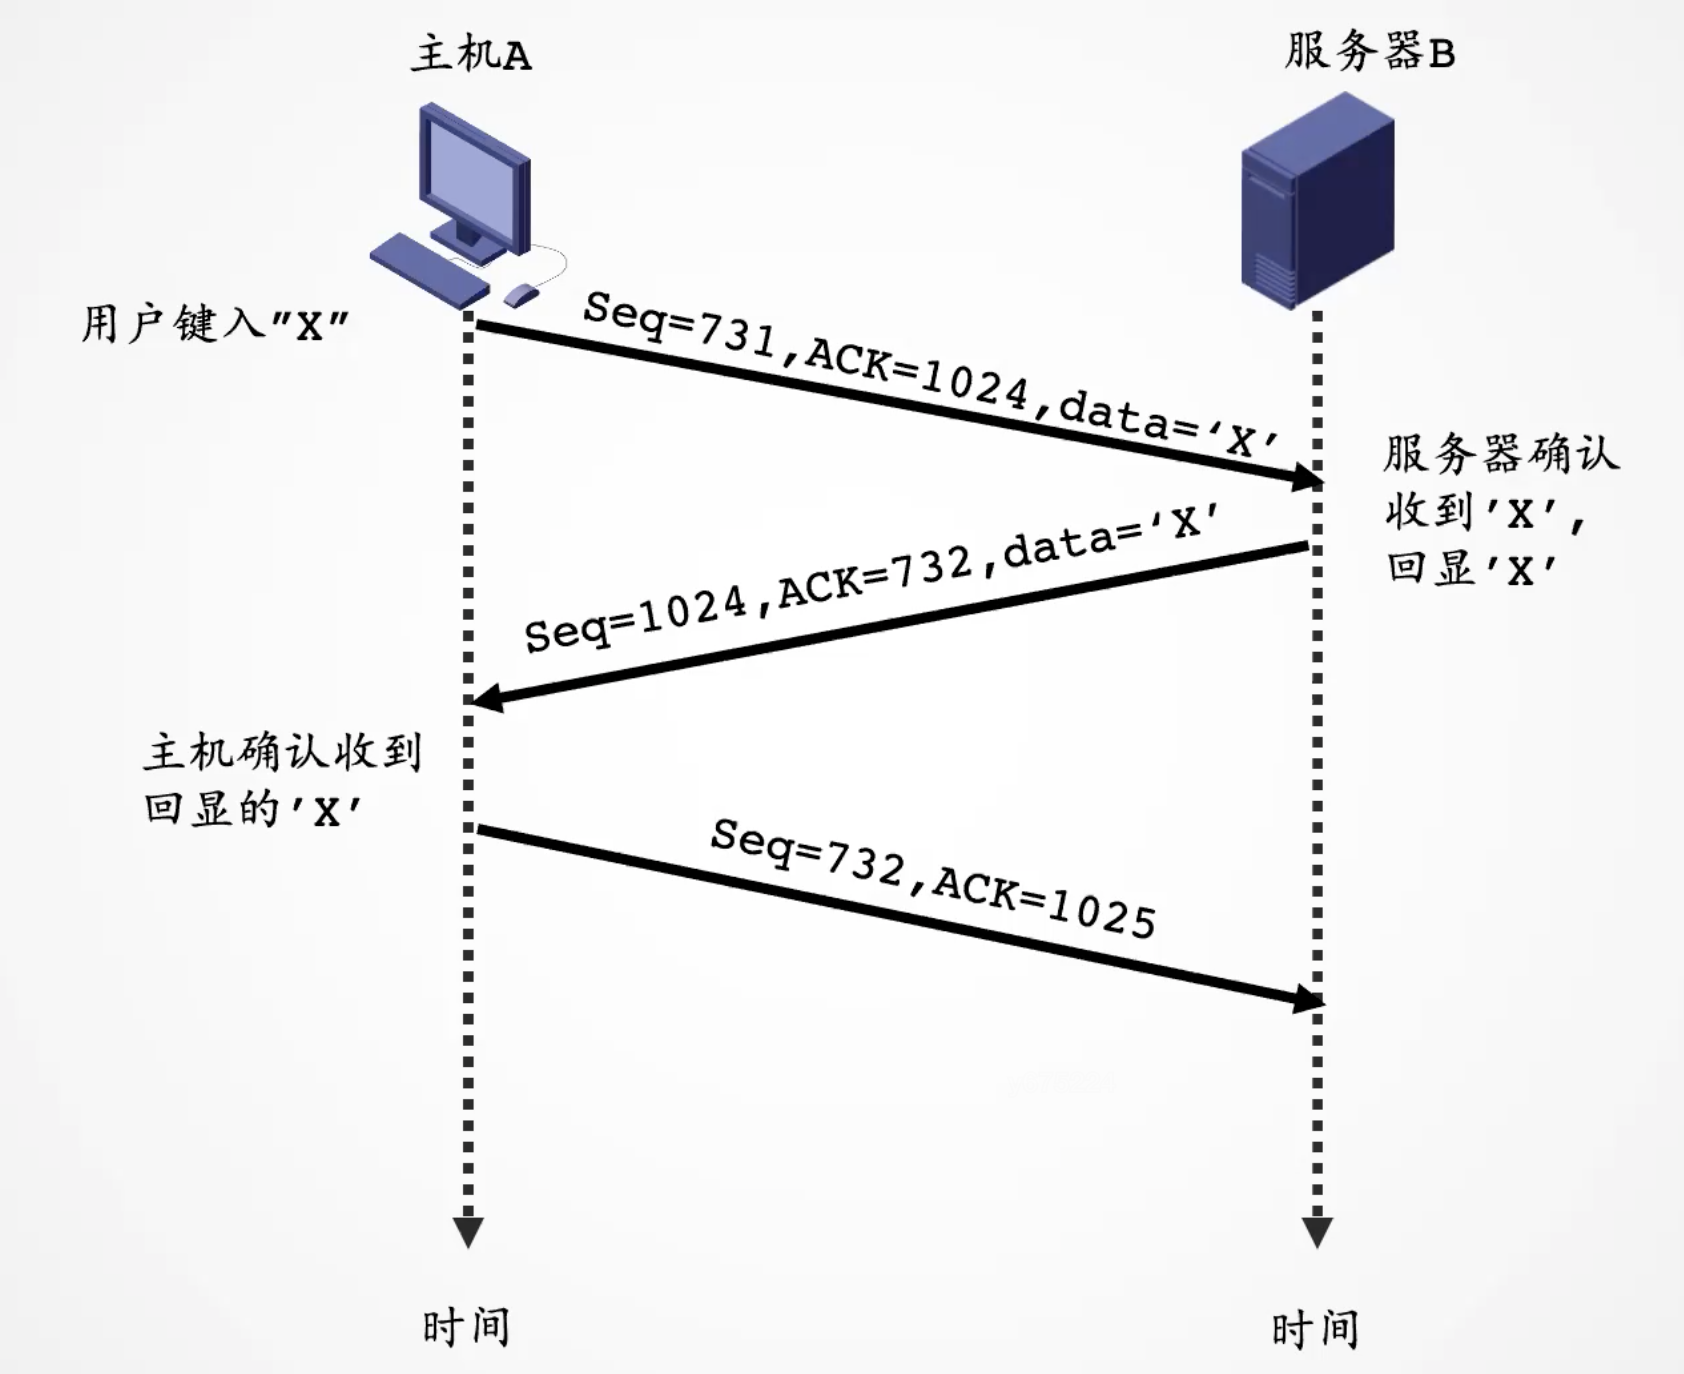 主机A
服务器B
用户键入"X"
Seq=731,ACK=1024,data=‘X’
服务器确认
收到'X',
回显'X'
Seq=1024,ACK=732,data=‘X’
主机确认收到
回显的'X'
Seq=732,ACK=1025
时间
时间